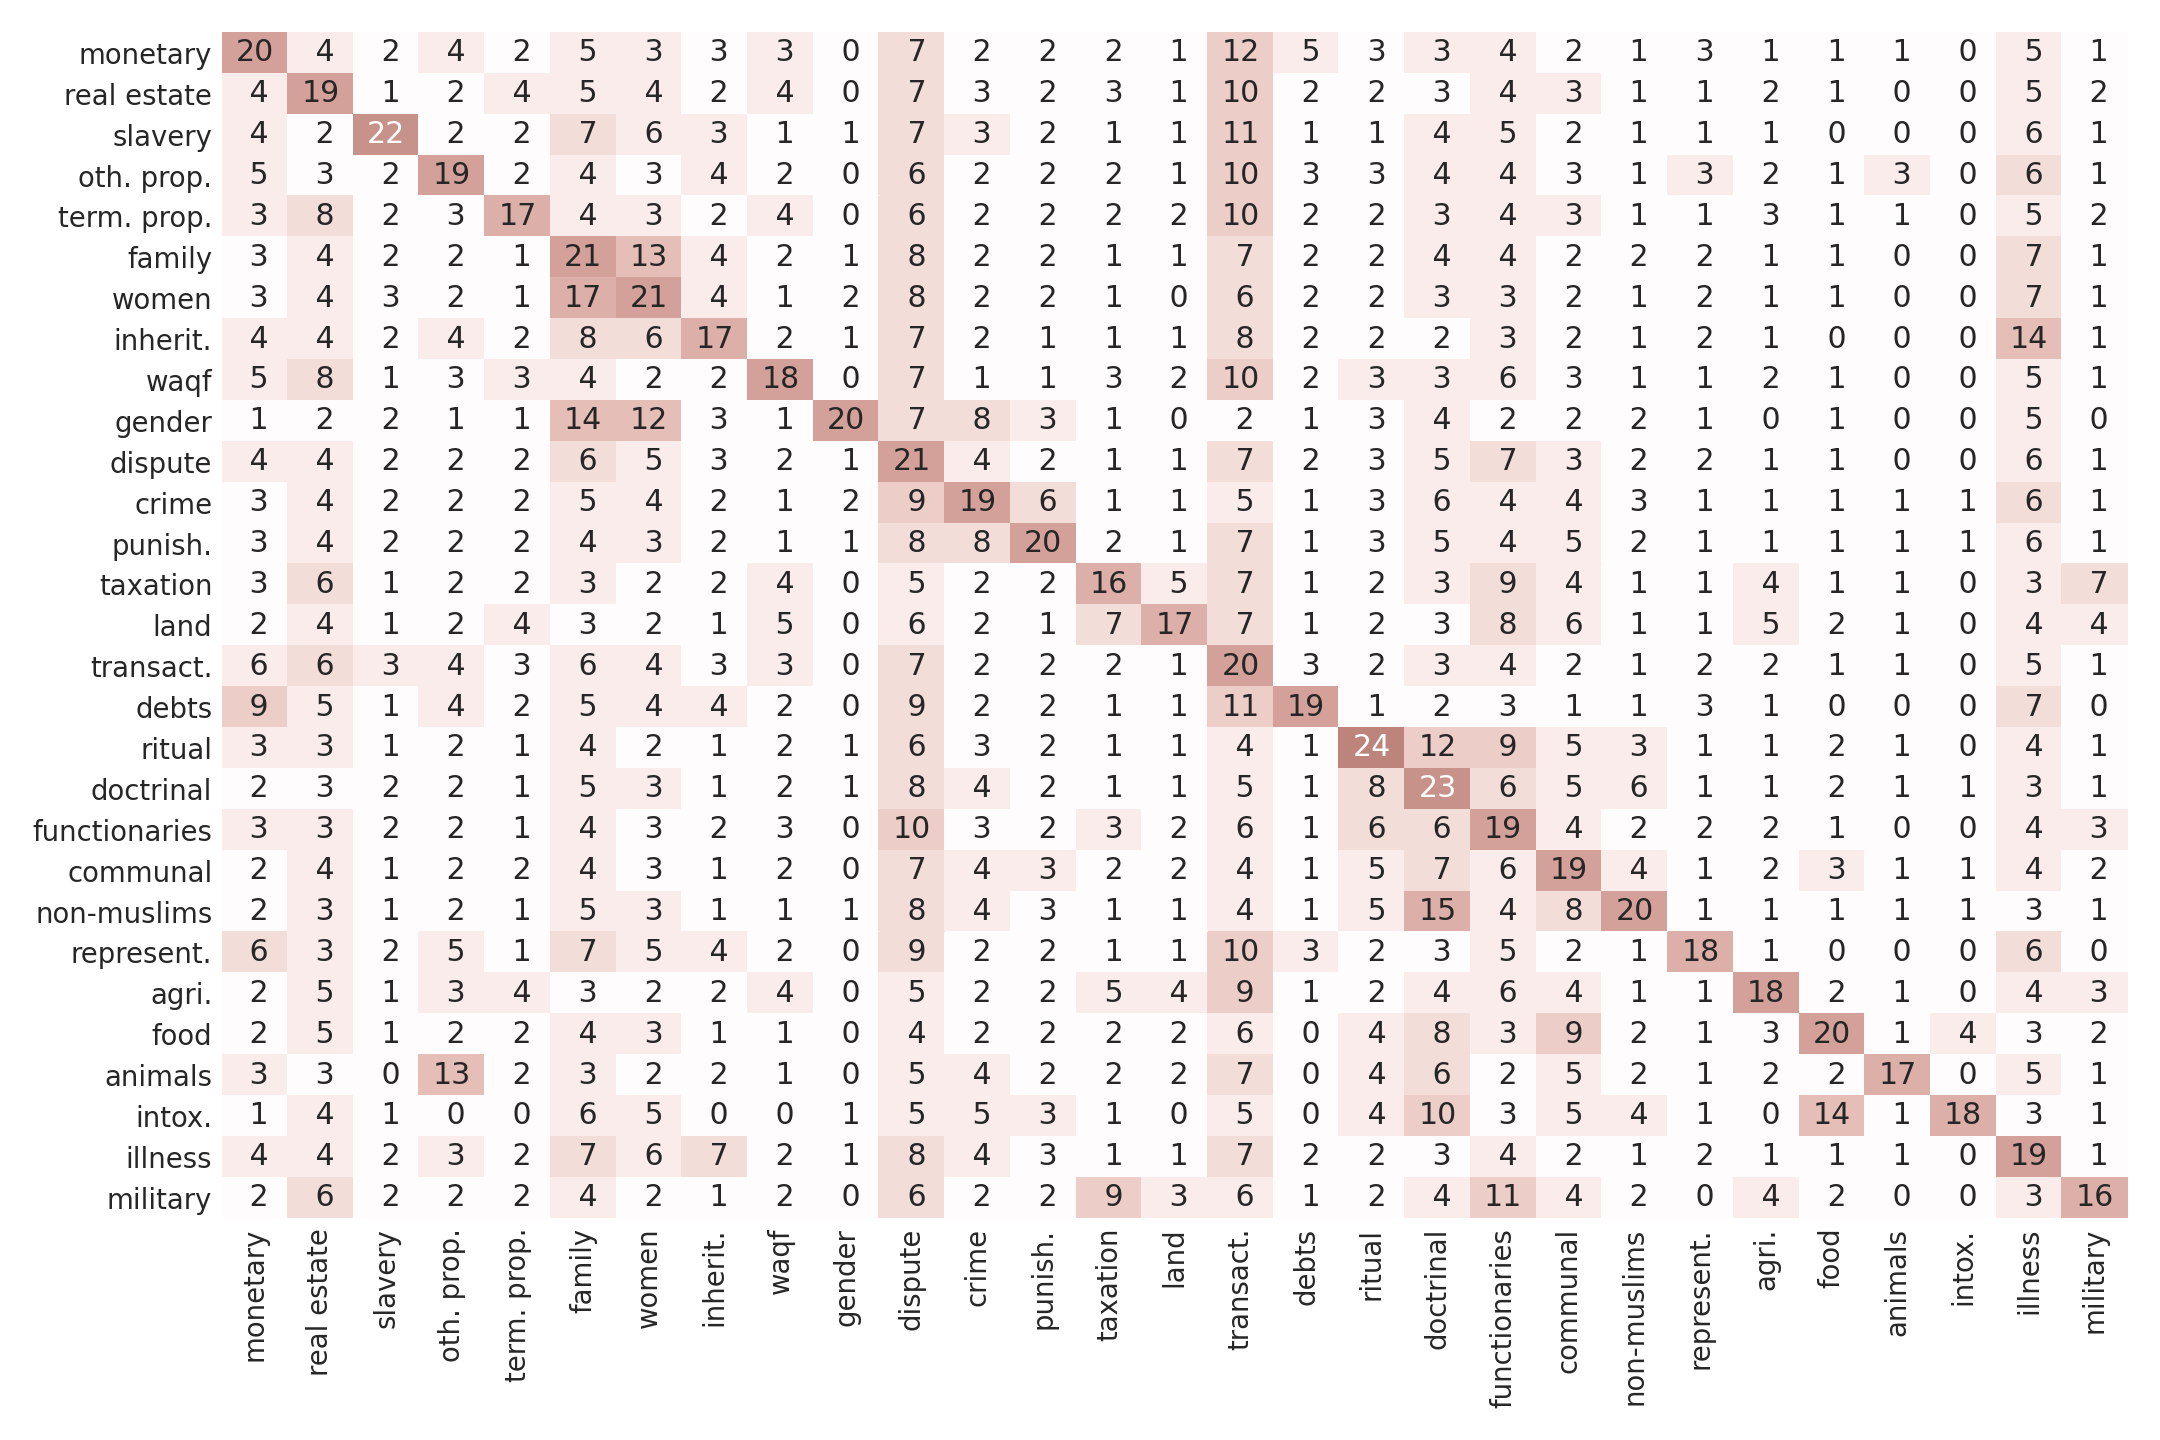 monetary 20 4 2 4 2 5 3 3 3 0 7 2 2 2 1 12 5 3 3 4 2 1 3 1 1 1 0 5 1
real estate 4 19 1 2 4 5 4 2 4 0 7 3 2 3 1 10 2 2 3 4 3 1 1 2 1 0 0 5 2
slavery 4 2 22 2 2 7 6 3 1 1 7 3 2 1 1 11 1 1 4 5 2 1 1 1 0 0 0 6 1
oth. prop. 5 3 2 19 2 4 3 4 2 0 6 2 2 2 1 10 3 3 4 4 3 1 3 2 1 3 0 6 1
term. prop. 3 8 2 3 17 4 3 2 4 0 6 2 2 2 2 10 2 2 3 4 3 1 1 3 1 1 0 5 2
family 3 4 2 2 1 21 13 4 2 1 8 2 2 1 1 7 2 2 4 4 2 2 2 1 1 0 0 7 1
women 3 4 3 2 1 17 21 4 1 2 8 2 2 1 0 6 2 2 3 3 2 1 2 1 1 0 0 7 1
inherit. 4 4 2 4 2 8 6 17 2 1 7 2 1 1 1 8 2 2 2 3 2 1 2 1 0 0 0 14 1
waqf 5 8 1 3 3 4 2 2 18 0 7 1 1 3 2 10 2 3 3 6 3 1 1 2 1 0 0 5 1
gender 1 2 2 1 1 14 12 3 1 20 7 8 3 1 0 2 1 3 4 2 2 2 1 0 1 0 0 5 0
dispute 4 4 2 2 2 6 5 3 2 1 21 4 2 1 1 7 2 3 5 7 3 2 2 1 1 0 0 6 1
crime 3 4 2 2 2 5 4 2 1 2 9 19 6 1 1 5 1 3 6 4 4 3 1 1 1 1 1 6 1
punish. 3 4 2 2 2 4 3 2 1 1 8 8 20 2 1 7 1 3 5 4 5 2 1 1 1 1 1 6 1
taxation 3 6 1 2 2 3 2 2 4 0 5 2 2 16 5 7 1 2 3 9 4 1 1 4 1 1 0 3 7
land 2 4 1 2 4 3 2 1 5 0 6 2 1 7 17 7 1 2 3 8 6 1 1 5 2 1 0 4 4
transact. 6 6 3 4 3 6 4 3 3 0 7 2 2 2 1 20 3 2 3 4 2 1 2 2 1 1 0 5 1
debts 9 5 1 4 2 5 4 4 2 0 9 2 2 1 1 11 19 1 2 3 1 1 3 1 0 0 0 7 0
ritual 3 3 1 2 1 4 2 1 2 1 6 3 2 1 1 4 1 24 12 9 5 3 1 1 2 1 0 4 1
doctrinal 2 3 2 2 1 5 3 1 2 1 8 4 2 1 1 5 1 8 23 6 5 6 1 1 2 1 1 3 1
functionaries 3 3 2 2 1 4 3 2 3 0 10 3 2 3 2 6 1 6 6 19 4 2 2 2 1 0 0 4 3
communal 2 4 1 2 2 4 3 1 2 0 7 4 3 2 2 4 1 5 7 6 19 4 1 2 3 1 1 4 2
non-muslims 2 3 1 2 1 5 3 1 1 1 8 4 3 1 1 4 1 5 15 4 8 20 1 1 1 1 1 3 1
represent. 6 3 2 5 1 7 5 4 2 0 9 2 2 1 1 10 3 2 3 5 2 1 18 1 0 0 0 6 0
agri. 2 5 1 3 4 3 2 2 4 0 5 2 2 5 4 9 1 2 4 6 4 1 1 18 2 1 0 4 3
food 2 5 1 2 2 4 3 1 1 0 4 2 2 2 2 6 0 4 8 3 9 2 1 3 20 1 4 3 2
animals 3 3 0 13 2 3 2 2 1 0 5 4 2 2 2 7 0 4 6 2 5 2 1 2 2 17 0 5 1
intox. 1 4 1 0 0 6 5 0 0 1 5 5 3 1 0 5 0 4 10 3 5 4 1 0 14 1 18 3 1
illness 4 4 2 3 2 7 6 7 2 1 8 4 3 1 1 7 2 2 3 4 2 1 2 1 1 1 0 19 1
military 2 6 2 2 2 4 2 1 2 0 6 2 2 9 3 6 1 2 4 11 4 2 0 4 2 0 0 3 16
monetary
real estate
slavery
oth. prop.
term. prop.
family
women
inherit.
waqf
gender
dispute
crime
punish.
taxation
land
transact.
debts
ritual
doctrinal
functionaries
communal
non-muslims
represent.
agri.
food
animals
intox.
illness
military